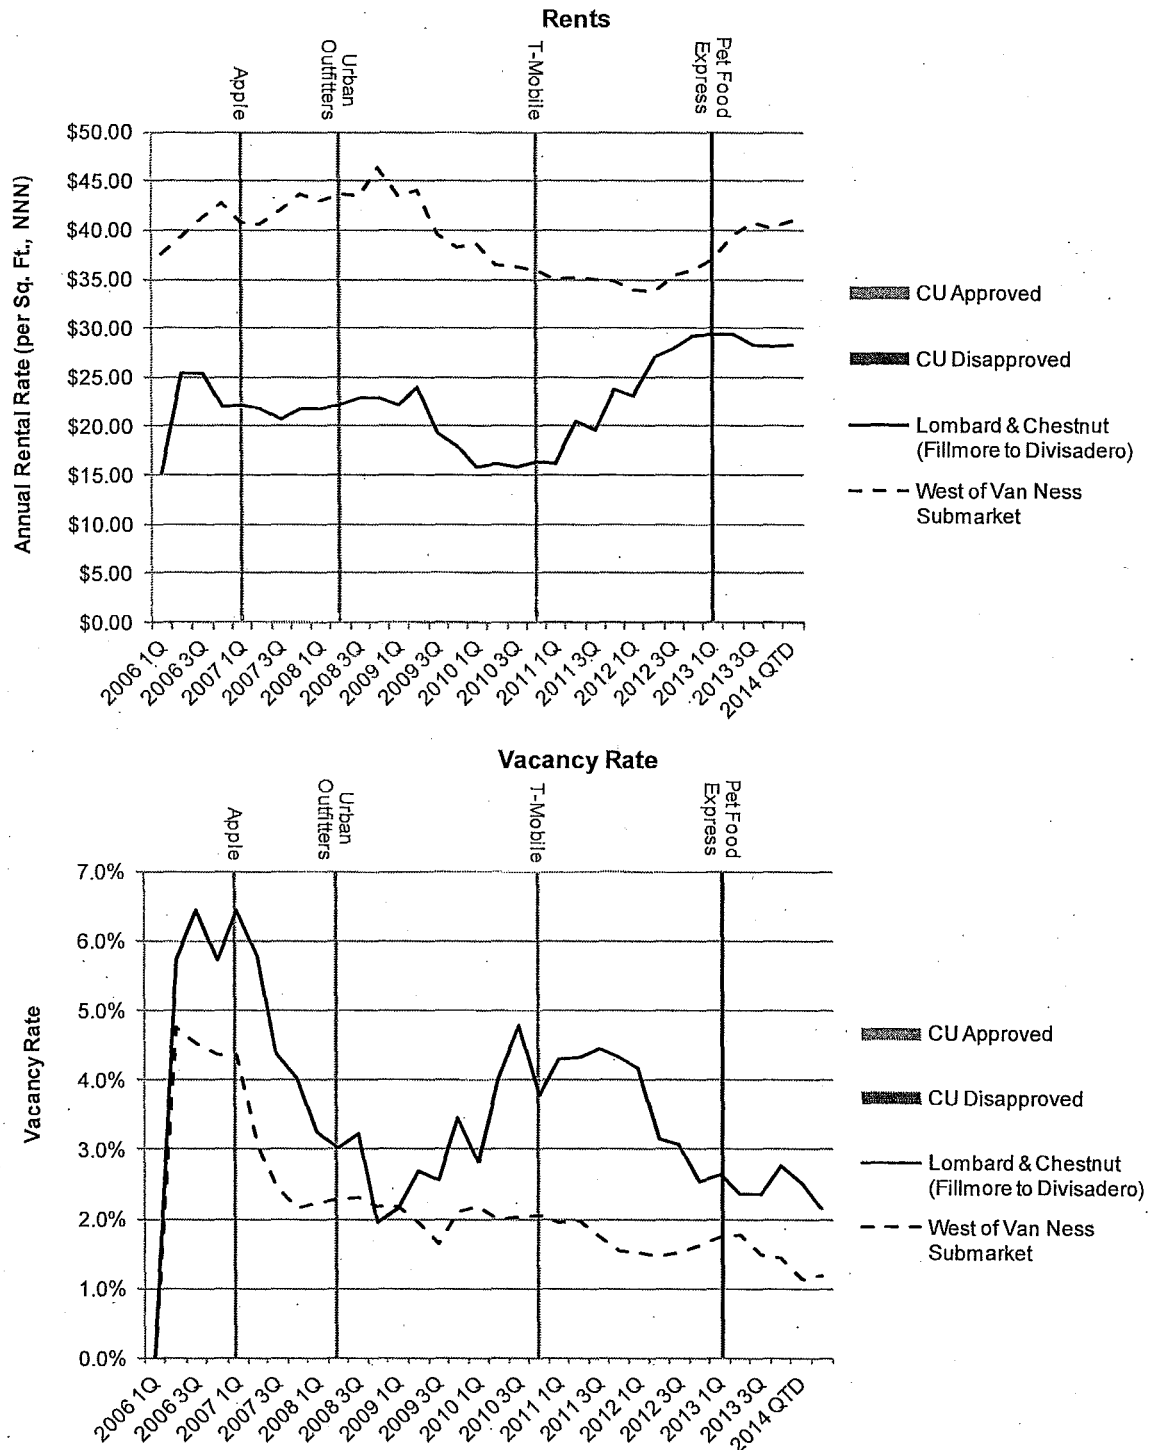 Rents
Apple
Urban
Outfitters
T-Mobile
Pet Food
Express
Annual Rental Rate (per Sq. Ft., NNN)
$50.00
$45.00
$40.00
$35.00
$30.00
$25.00
$20.00
$15.00
$10.00
$5.00
$0.00
2006 1Q
2006 3Q
2007 1Q
2007 3Q
2008 1Q
2008 3Q
2009 1Q
2009 3Q
2010 1Q
2010 3Q
2011 1Q
2011 3Q
2012 1Q
2012 3Q
2013 1Q
2013 3Q
2014 QTD
CU Approved
CU Disapproved
Lombard & Chestnut
(Fillmore to Divisadero)
West of Van Ness
Submarket
Vacancy Rate
Apple
Urban
Outfitters
T-Mobile
Pet Food
Express
Vacancy Rate
7.0%
6.0%
5.0%
4.0%
3.0%
2.0%
1.0%
0.0%
2006 1Q
2006 3Q
2007 1Q
2007 3Q
2008 1Q
2008 3Q
2009 1Q
2009 3Q
2010 1Q
2010 3Q
2011 1Q
2011 3Q
2012 1Q
2012 3Q
2013 1Q
2013 3Q
2014 QTD
CU Approved
CU Disapproved
Lombard & Chestnut
(Fillmore to Divisadero)
West of Van Ness
Submarket